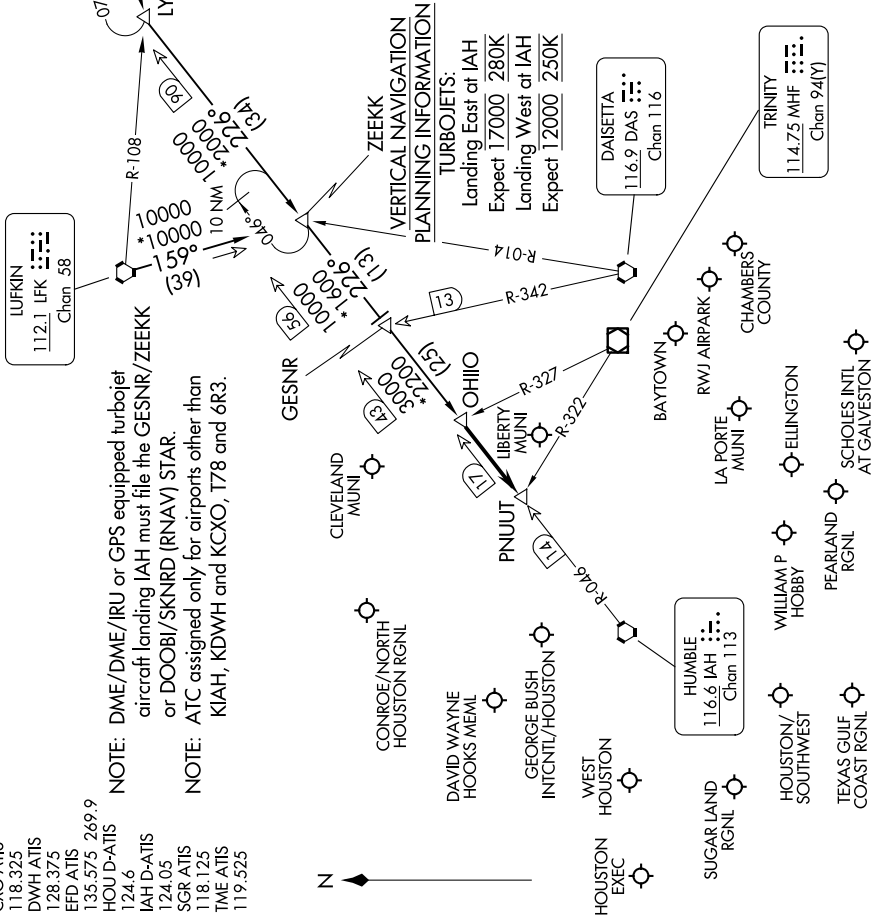 118.325
DWH ATIS
128.375
EFD ATIS
135.575 269.9
HOU D-ATIS
124.6
IAH D-ATIS
124.05
SGR ATIS
118.125
TME ATIS
119.525
NOTE: DME/DME/IRU or GPS equipped turbojet
aircraft landing IAH must file the GESNR/ZEEKK
or DOOBI/SKNRD (RNAV) STAR.
NOTE: ATC assigned only for airports other than
KIAH, KDWH and KCXO, T78 and 6R3.
LUFKIN
112.1 LFK
Chan 58
R-108
10000
*10000
159°
(39)
10 NM
046°
07
LY
90
10000
*2000
226°
(34)
ZEEKK
VERTICAL NAVIGATION
PLANNING INFORMATION
TURBOJETS:
Landing East at IAH
Expect 17000 280K
Landing West at IAH
Expect 12000 250K
56
10000
*1600
226°
(13)
GESNR
43
3000
*2200
(25)
OHIIO
17
PNUUT
14
R-046
R-014
R-342
13
R-327
R-322
DAISETTA
116.9 DAS
Chan 116
TRINITY
114.75 MHF
Chan 94(Y)
HUMBLE
116.6 IAH
Chan 113
CLEVELAND
MUNI
LIBERTY
MUNI
CONROE/NORTH
HOUSTON RGNL
DAVID WAYNE
HOOKS MEML
GEORGE BUSH
INTCNTL/HOUSTON
WEST
HOUSTON
HOUSTON
EXEC
SUGAR LAND
RGNL
HOUSTON/
SOUTHWEST
TEXAS GULF
COAST RGNL
WILLIAM P
HOBBY
PEARLAND
RGNL
ELLINGTON
SCHOLES INTL
AT GALVESTON
LA PORTE
MUNI
BAYTOWN
RWJ AIRPARK
CHAMBERS
COUNTY
N